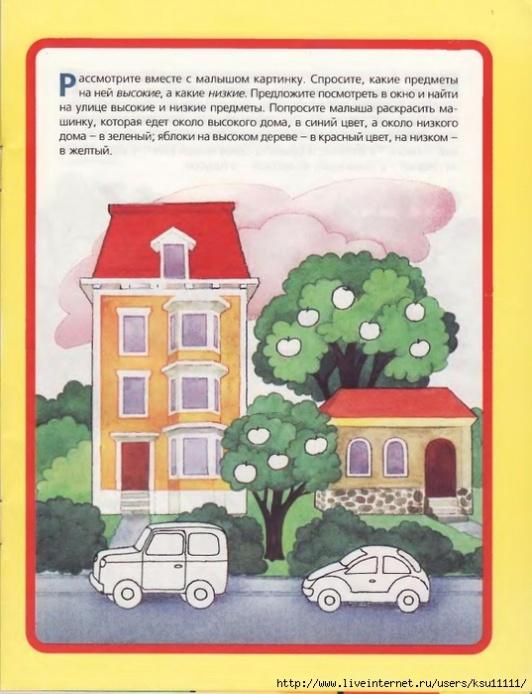 Рассмотрите вместе с малышом картинку. Спросите, какие предметы
на ней высокие, а какие низкие. Предложите посмотреть в окно и найти
на улице высокие и низкие предметы. Попросите малыша раскрасить ма-
шинку, которая едет около высокого дома, в синий цвет, а около низкого
дома – в зеленый; яблоки на высоком дереве – в красный цвет, на низком –
в желтый.
http://www.liveinternet.ru/users/ksu11111/